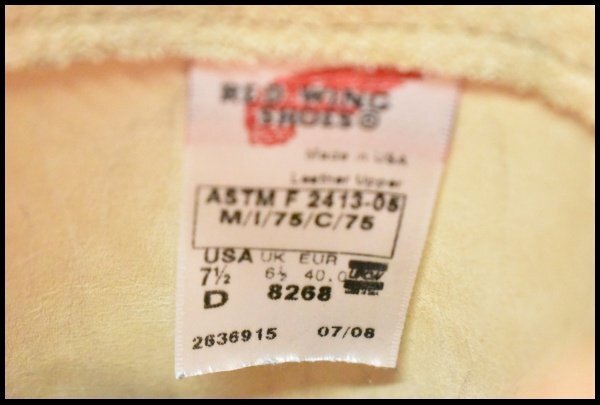 RED WING
SHOES®
Made in USA
Leather Upper
ASTM F 2413-05
M/I/75/C/75
USA UK EUR
7½ 6½ 40.0
D 8268
2636915 07/08